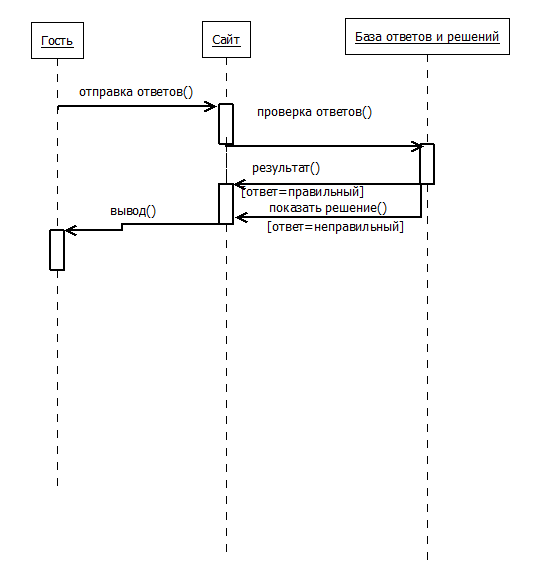 Гость
Сайт
База ответов и решений
отправка ответов()
проверка ответов()
результат()
[ответ=правильный]
показать решение()
вывод()
[ответ=неправильный]